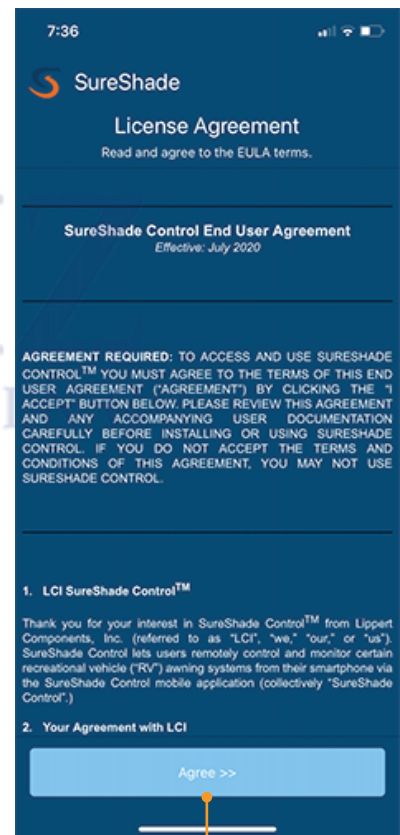 7:36
SureShade
License Agreement
Read and agree to the EULA terms.
SureShade Control End User Agreement
Effective: July 2020
AGREEMENT REQUIRED: TO ACCESS AND USE SURESHADE
CONTROL™ YOU MUST AGREE TO THE TERMS OF THIS END
USER AGREEMENT ("AGREEMENT") BY CLICKING THE "I
ACCEPT" BUTTON BELOW. PLEASE REVIEW THIS AGREEMENT
AND ANY ACCOMPANYING USER DOCUMENTATION
CAREFULLY BEFORE INSTALLING OR USING SURESHADE
CONTROL. IF YOU DO NOT ACCEPT THE TERMS AND
CONDITIONS OF THIS AGREEMENT, YOU MAY NOT USE
SURESHADE CONTROL.
1. LCI SureShade Control™
Thank you for your interest in SureShade Control™ from Lippert
Components, Inc. (referred to as "LCI", "we," "our," or "us").
SureShade Control lets users remotely control and monitor certain
recreational vehicle ("RV") awning systems from their smartphone via
the SureShade Control mobile application (collectively "SureShade
Control".)
2. Your Agreement with LCI
Agree >>